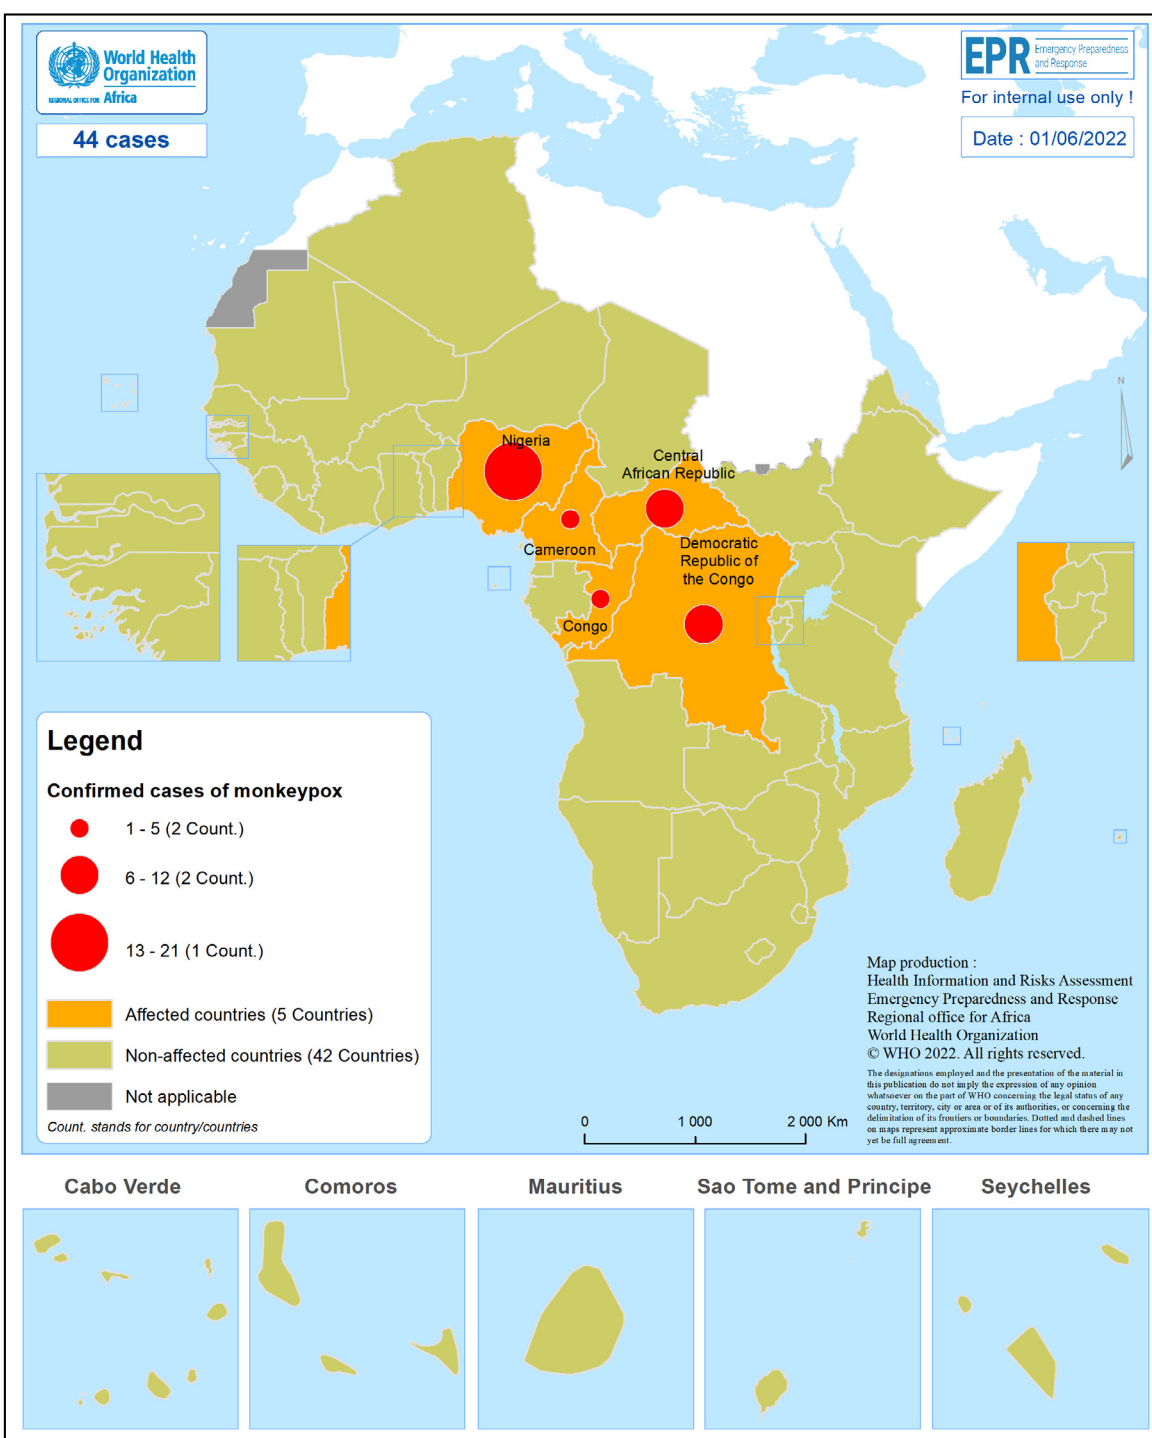 World Health
Organization
REGIONAL OFFICE FOR Africa
44 cases
EPR Emergency Preparedness
and Response
For internal use only !
Date : 01/06/2022
N
Nigeria
Central
African Republic
Cameroon
Democratic
Republic of
the Congo
Congo
Legend
Confirmed cases of monkeypox
1 - 5 (2 Count.)
6 - 12 (2 Count.)
13 - 21 (1 Count.)
Affected countries (5 Countries)
Non-affected countries (42 Countries)
Not applicable
Count. stands for country/countries
0 1 000 2 000 Km
Map production :
Health Information and Risks Assessment
Emergency Preparedness and Response
Regional office for Africa
World Health Organization
© WHO 2022. All rights reserved.
The designations employed and the presentation of the material in
this publication do not imply the expression of any opinion
whatsoever on the part of WHO concerning the legal status of any
country, territory, city or area or of its authorities, or concerning the
delimitation of its frontiers or boundaries. Dotted and dashed lines
on maps represent approximate border lines for which there may not
yet be full agreement.
Cabo Verde
Comoros
Mauritius
Sao Tome and Principe
Seychelles